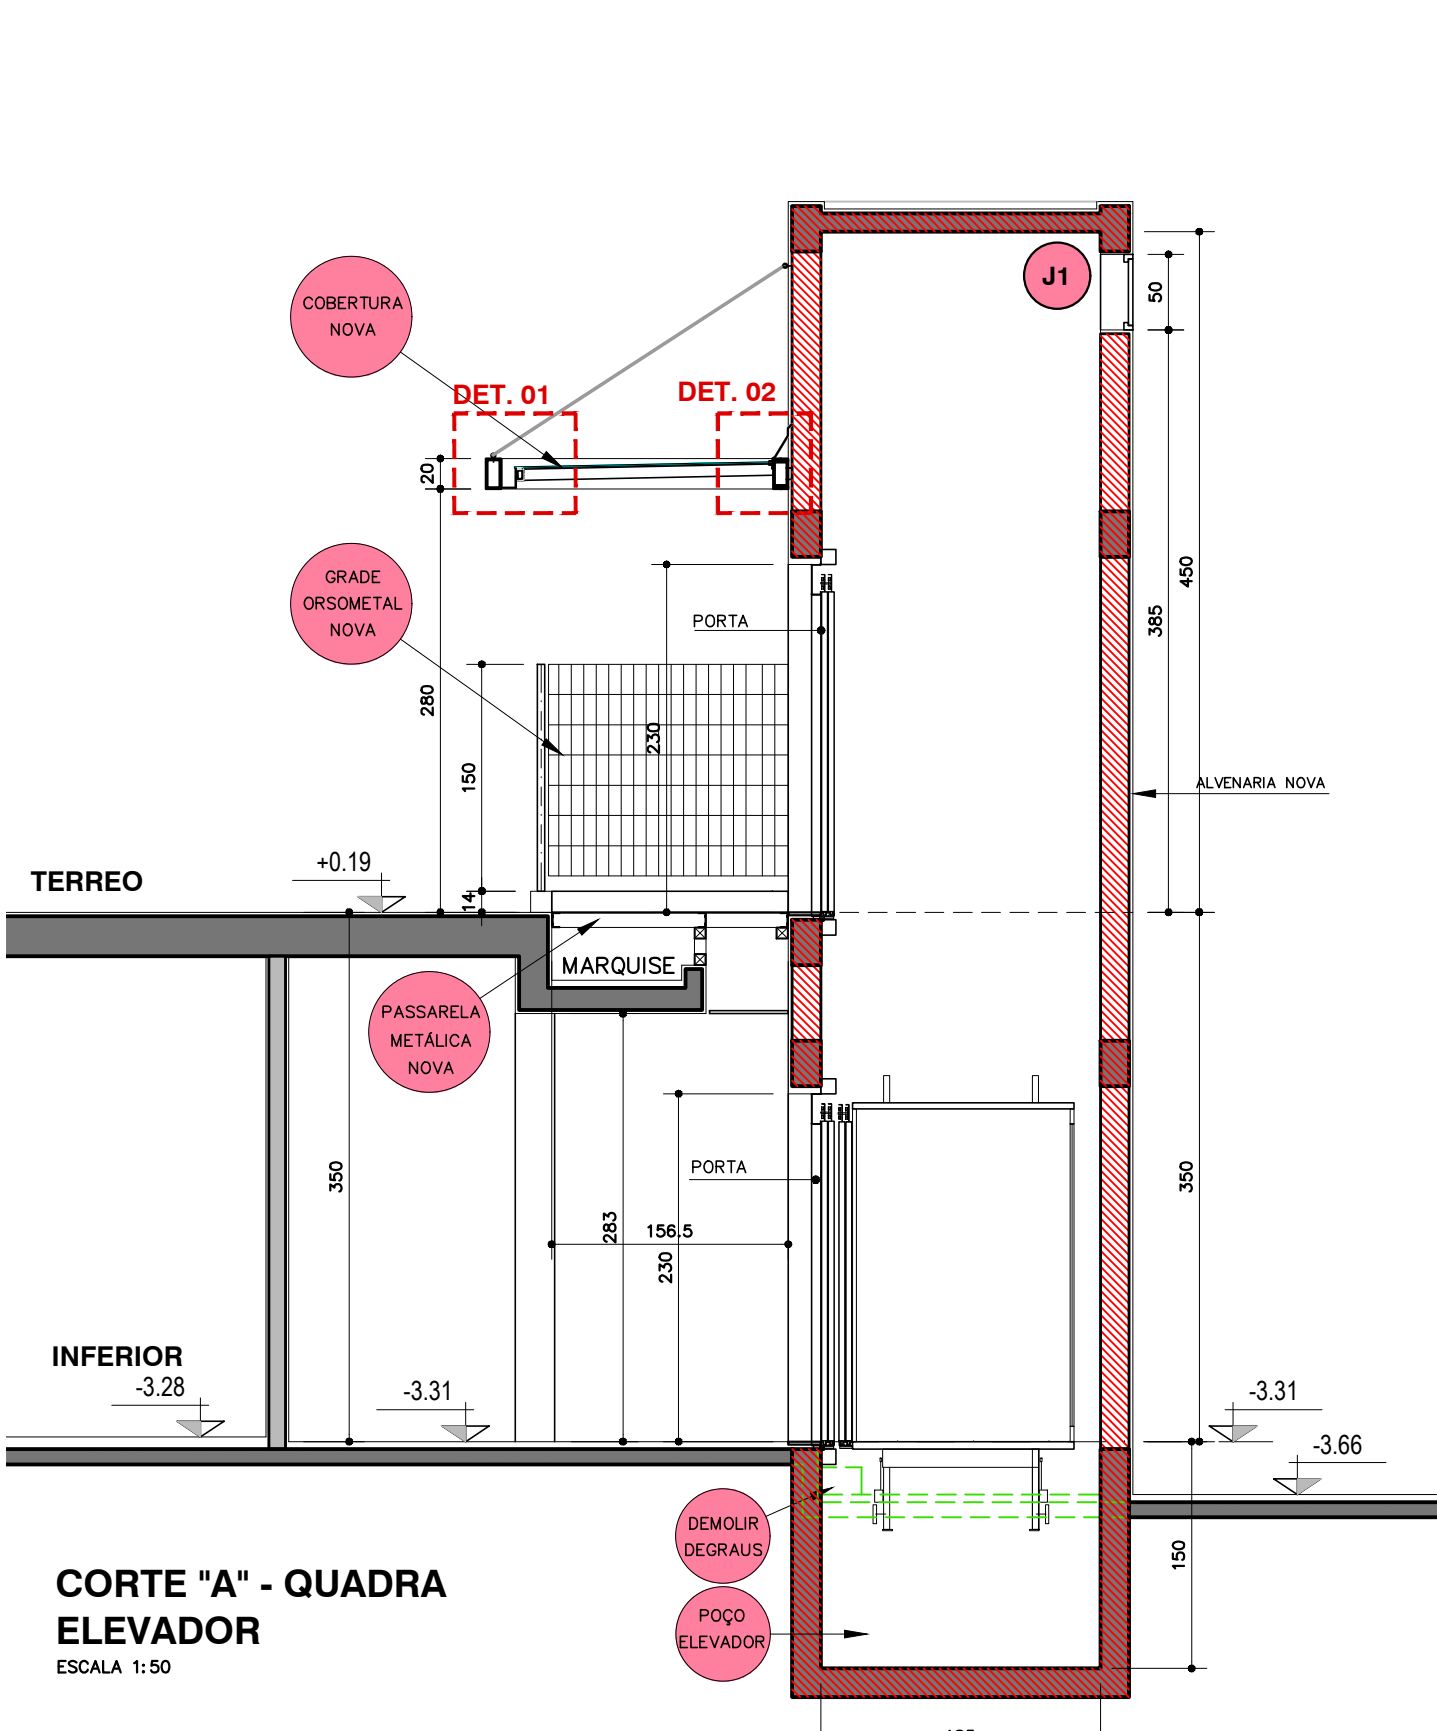 J1
50
COBERTURA
NOVA
DET. 01
DET. 02
20
GRADE
ORSOMETAL
NOVA
450
385
PORTA
280
230
150
ALVENARIA NOVA
+0.19
TERREO
14
MARQUISE
PASSARELA
METÁLICA
NOVA
350
PORTA
350
283
156.5
230
INFERIOR
-3.28
-3.31
-3.31
-3.66
DEMOLIR
DEGRAUS
150
CORTE "A" - QUADRA
ELEVADOR
ESCALA 1:50
POÇO
ELEVADOR